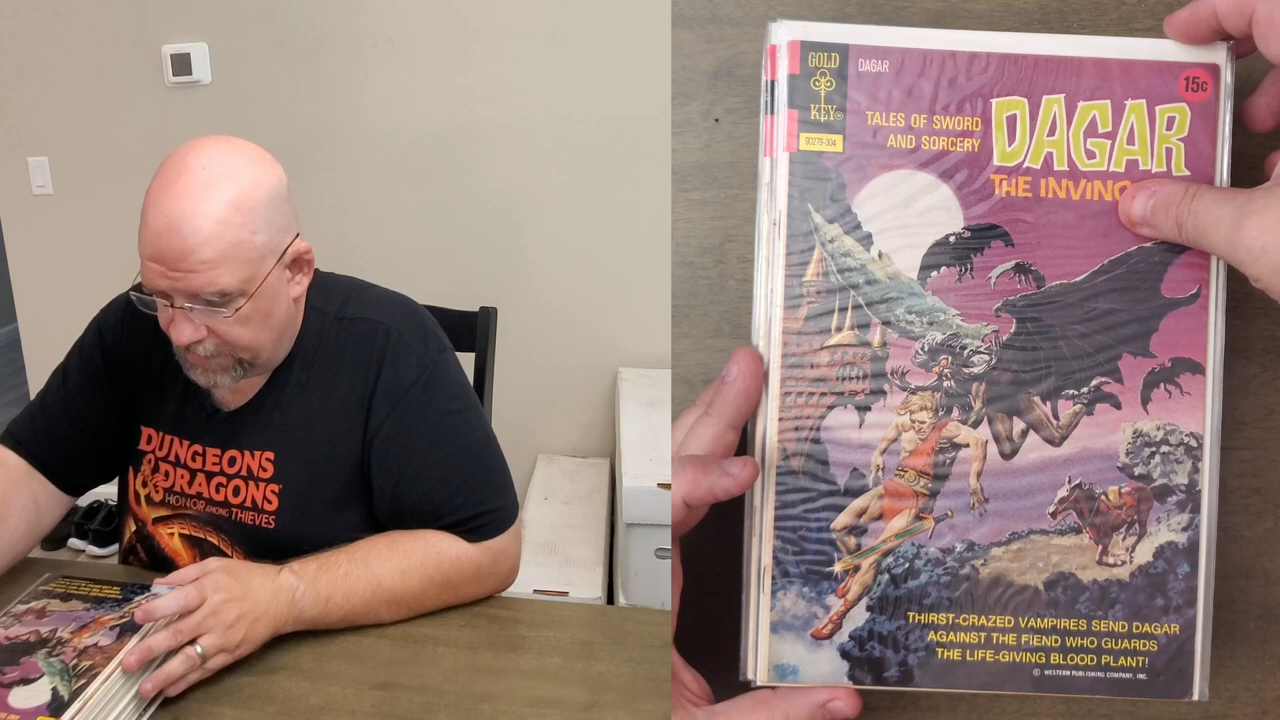 DUNGEONS
& DRAGONS
HONOR AMONG THIEVES
GOLD
KEY
90279-304
DAGAR
15¢
TALES OF SWORD
AND SORCERY
DAGAR
THE INVINC
THIRST-CRAZED VAMPIRES SEND DAGAR
AGAINST THE FIEND WHO GUARDS
THE LIFE-GIVING BLOOD PLANT!
© WESTERN PUBLISHING COMPANY, INC.